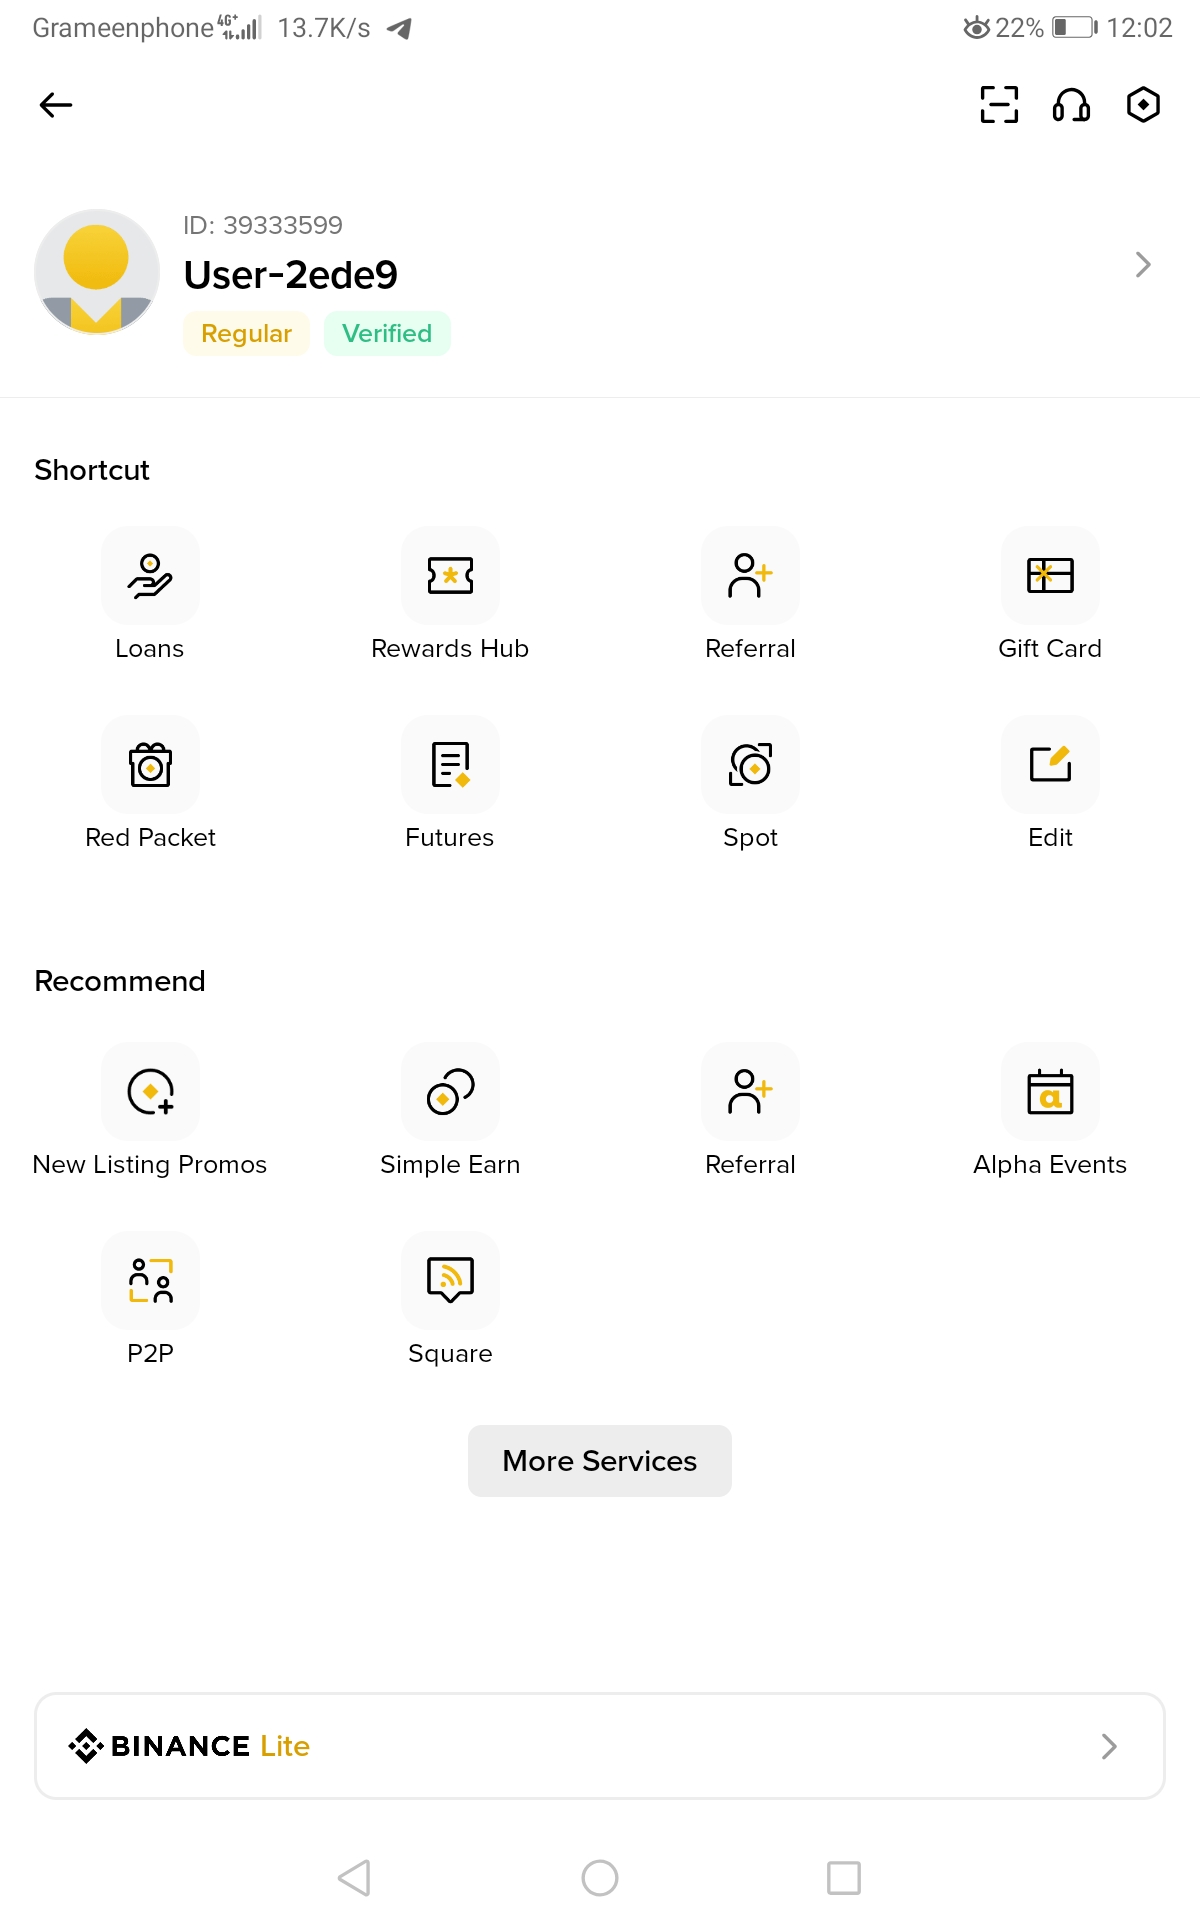 Grameenphone 4G+ 13.7K/s 22% 12:02
ID: 39333599
User-2ede9
Regular Verified
Shortcut
Loans Rewards Hub Referral Gift Card
Red Packet Futures Spot Edit
Recommend
New Listing Promos Simple Earn Referral Alpha Events
P2P Square
More Services
BINANCE Lite